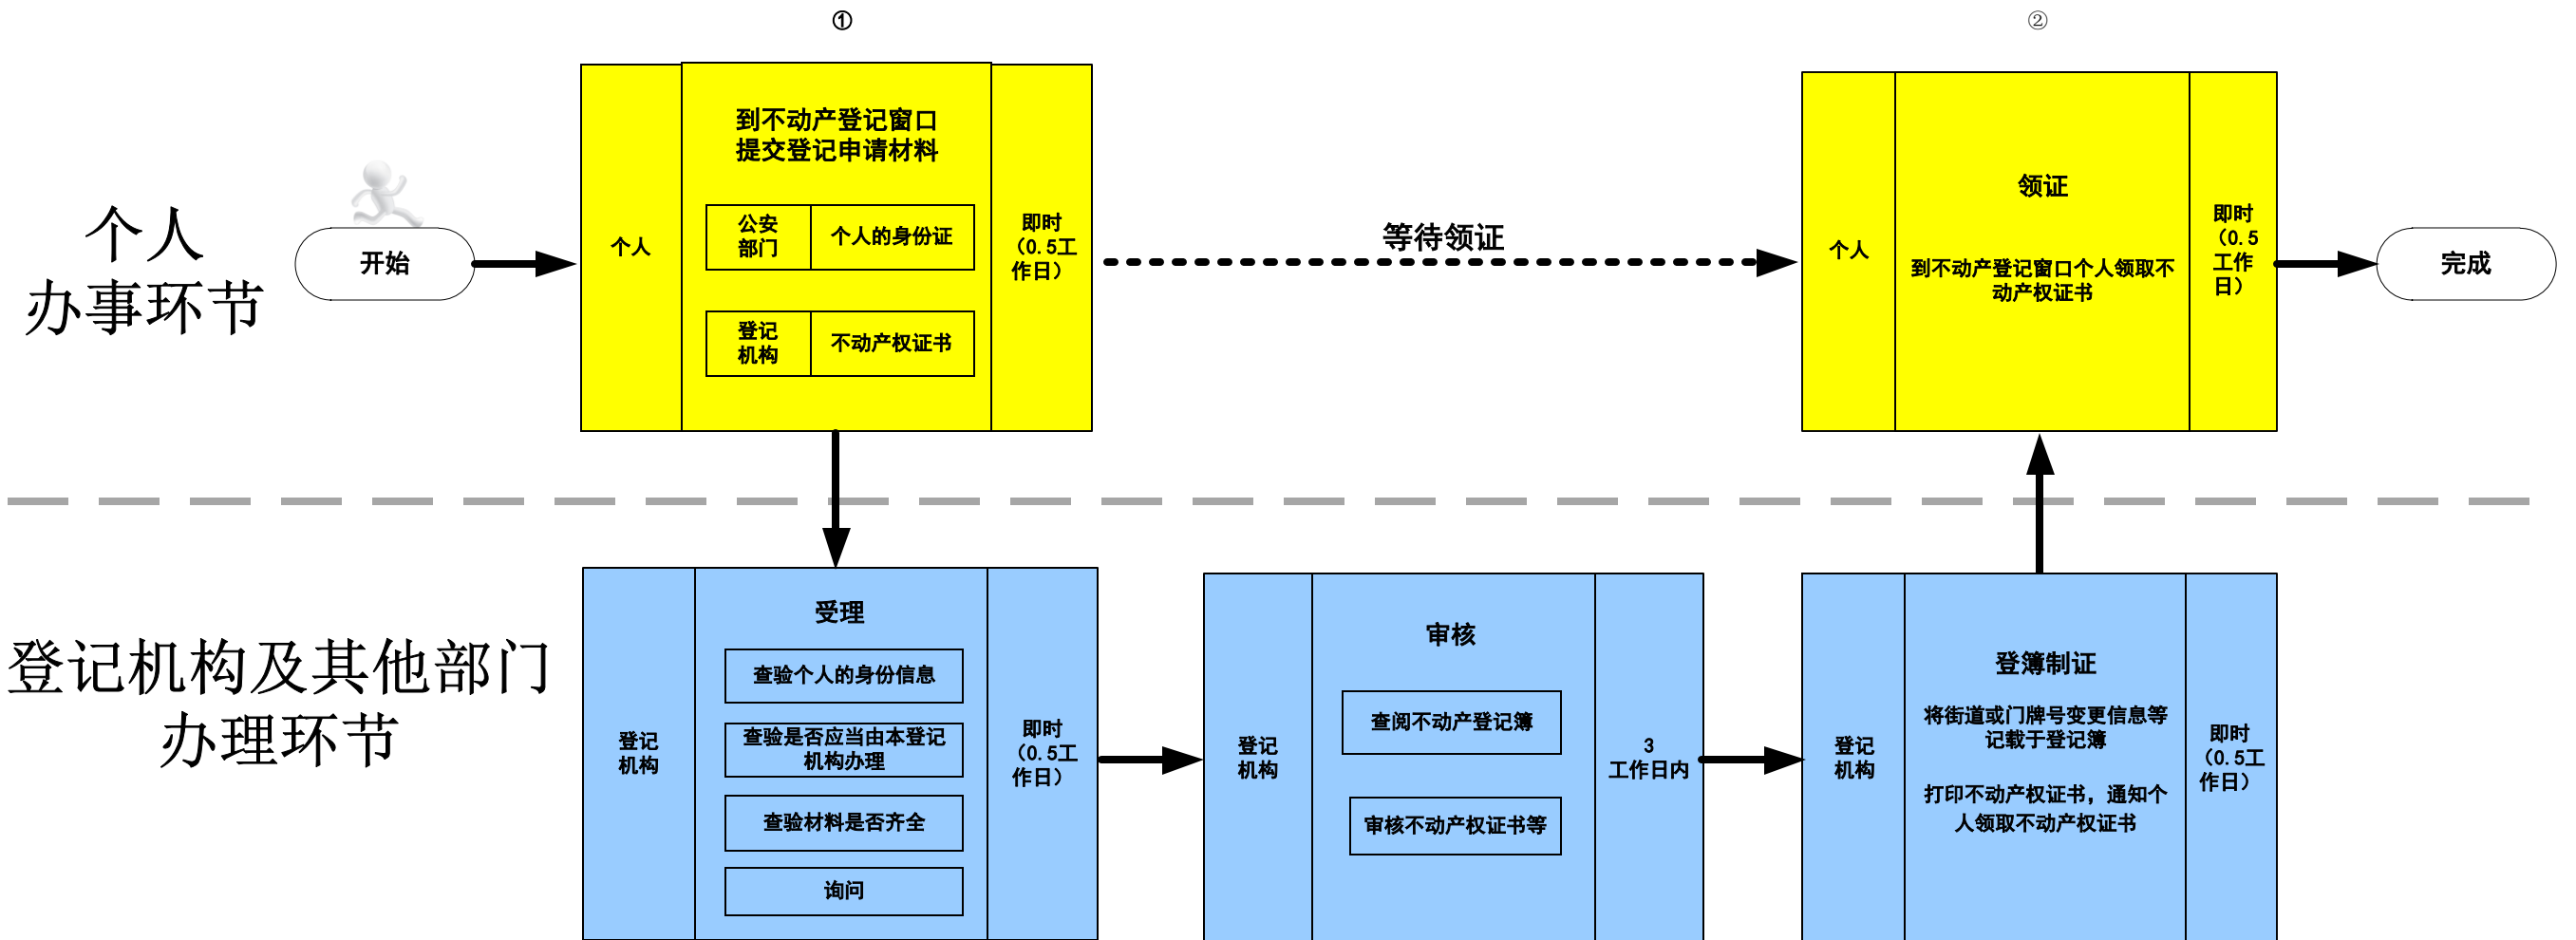 ①
②
个人
办事环节
开始
个人
到不动产登记窗口
提交登记申请材料
公安
部门
个人的身份证
登记
机构
不动产权证书
即时
（0.5工
作日）
等待领证
个人
领证
到不动产登记窗口个人领取不
动产权证书
即时
（0.5
工作
日）
完成
登记机构及其他部门
办理环节
登记
机构
受理
查验个人的身份信息
查验是否应当由本登记
机构办理
查验材料是否齐全
询问
即时
（0.5工
作日）
登记
机构
审核
查阅不动产登记簿
审核不动产权证书等
3
工作日内
登记
机构
登簿制证
将街道或门牌号变更信息等
记载于登记簿
打印不动产权证书，通知个
人领取不动产权证书
即时
（0.5工
作日）